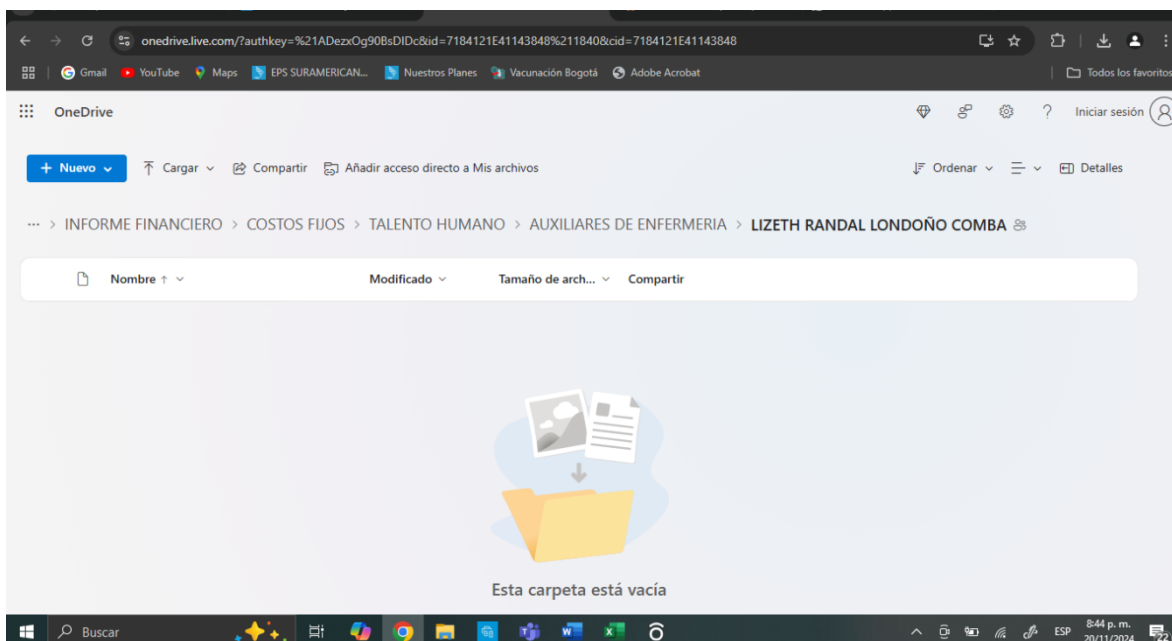 onedrive.live.com/?authkey=%21ADezxOg90BsDIDc&id=7184121E41143848%211840&cid=7184121E41143848
Gmail YouTube Maps EPS SURAMERICAN... Nuestros Planes Vacunación Bogotá Adobe Acrobat Todos los favoritos
OneDrive Iniciar sesión
+ Nuevo Cargar Compartir Añadir acceso directo a Mis archivos Ordenar Detalles
... > INFORME FINANCIERO > COSTOS FIJOS > TALENTO HUMANO > AUXILIARES DE ENFERMERIA > LIZETH RANDAL LONDOÑO COMBA
Nombre ↑ Modificado Tamaño de arch... Compartir
Esta carpeta está vacía
Buscar ESP 8:44 p. m.
20/11/2024